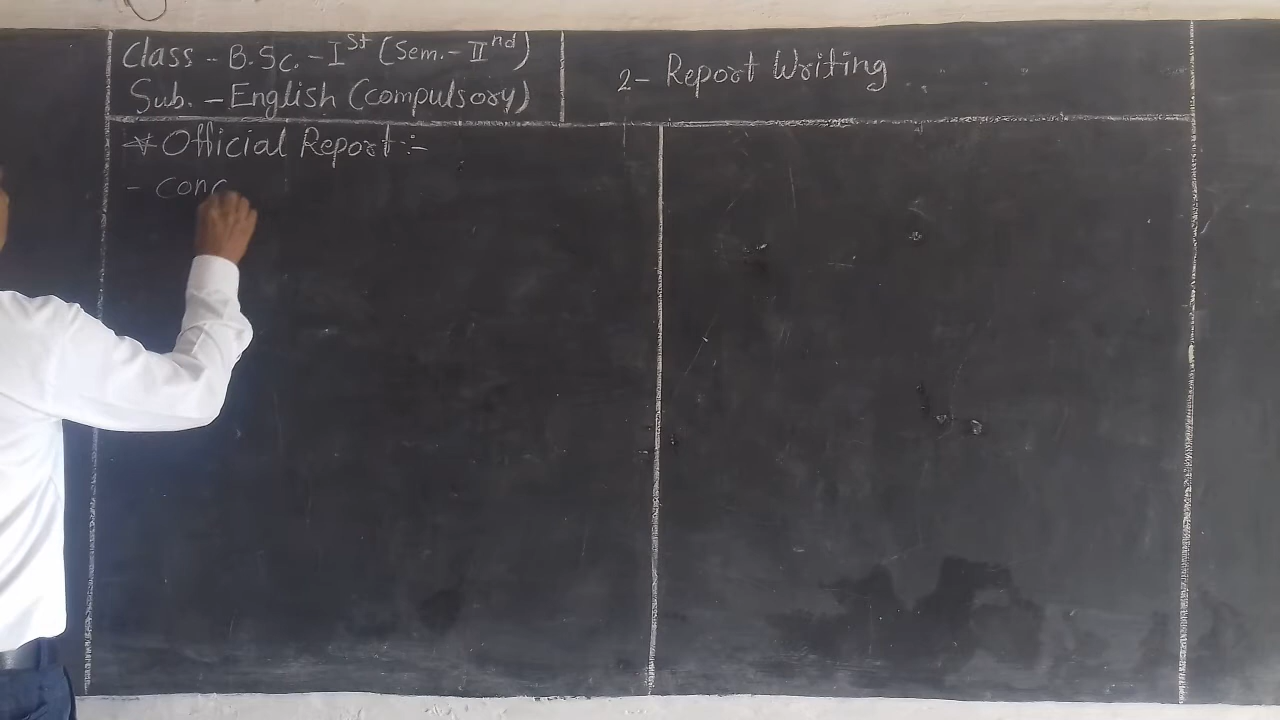 Class - B.Sc. - Ist (Sem. - IInd)
Sub. - English (compulsory)
2- Report Writing
* Official Report :-
- conc